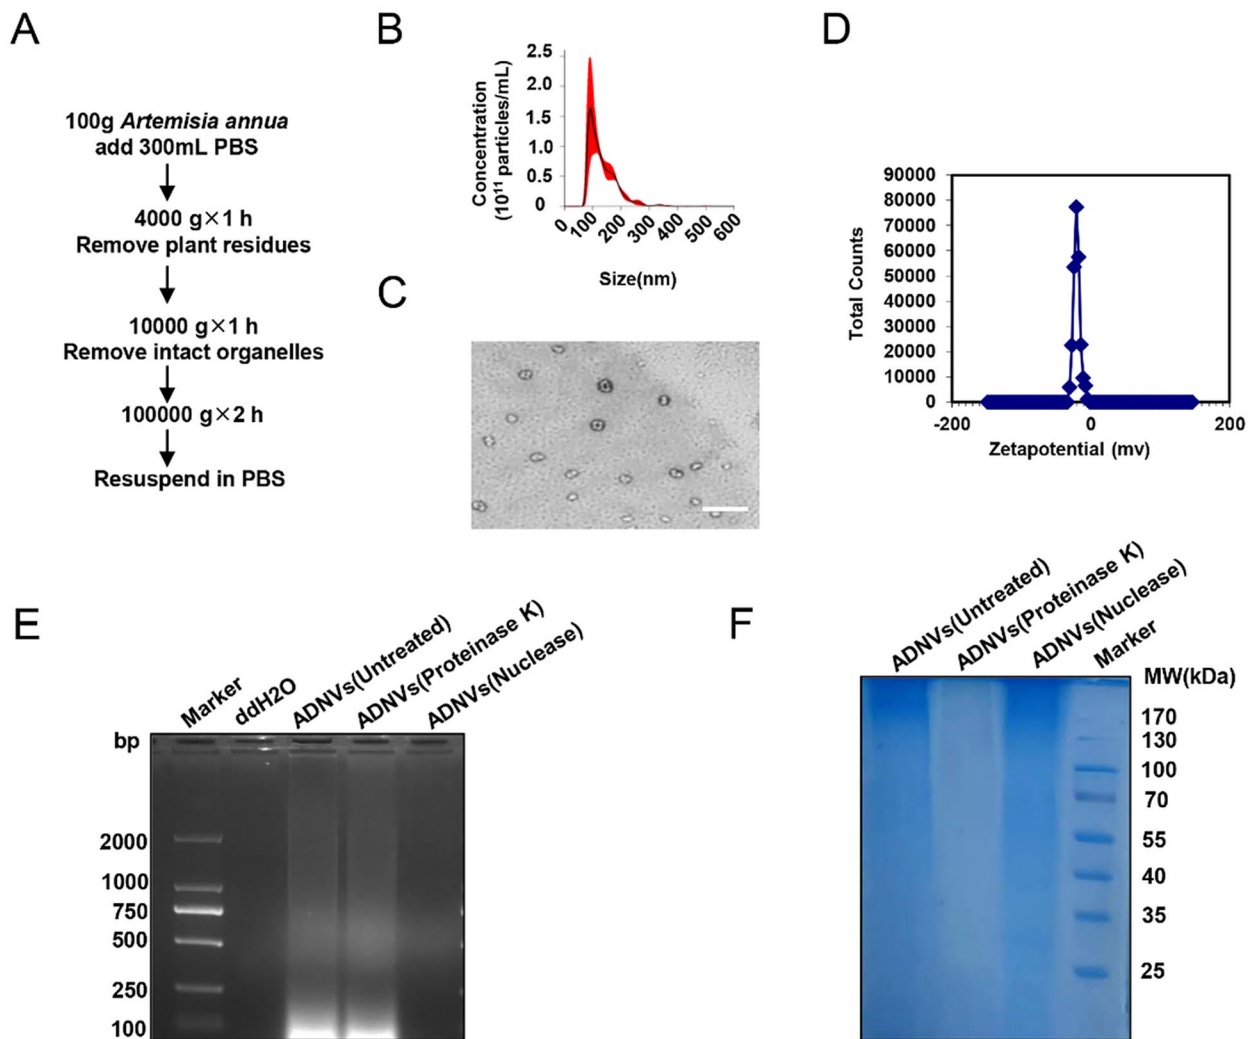 A
100g Artemisia annua
add 300mL PBS
4000 g×1 h
Remove plant residues
10000 g×1 h
Remove intact organelles
100000 g×2 h
Resuspend in PBS
B
Concentration
(10¹¹ particles/mL)
2.5
2.0
1.5
1.0
0.5
0
0 100 200 300 400 500 600
Size(nm)
C
D
Total Counts
90000
80000
70000
60000
50000
40000
30000
20000
10000
0
-200 0 200
Zetapotential (mv)
E
Marker
ddH2O
ADNVs(Untreated)
ADNVs(Proteinase K)
ADNVs(Nuclease)
bp
2000
1000
750
500
250
100
F
ADNVs(Untreated)
ADNVs(Proteinase K)
ADNVs(Nuclease)
Marker
MW(kDa)
170
130
100
70
55
40
35
25